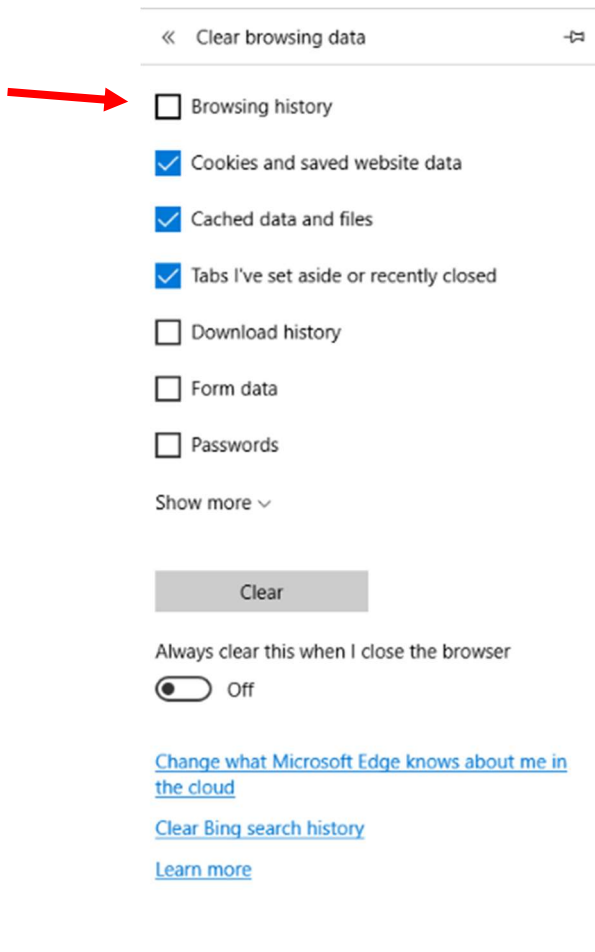 Clear browsing data
Browsing history
Cookies and saved website data
Cached data and files
Tabs I've set aside or recently closed
Download history
Form data
Passwords
Show more
Clear
Always clear this when I close the browser
Off
Change what Microsoft Edge knows about me in
the cloud
Clear Bing search history
Learn more